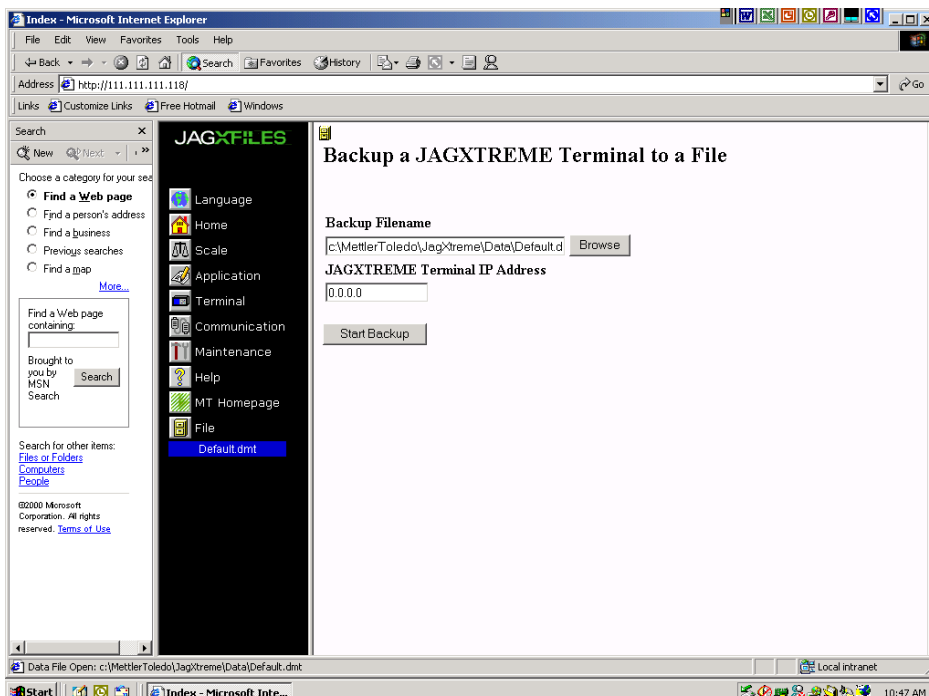 Index - Microsoft Internet Explorer
File Edit View Favorites Tools Help
Back Search Favorites History
Address http://111.111.111.118/ Go
Links Customize Links Free Hotmail Windows
Search
New Next
Choose a category for your sea
Find a Web page
Find a person's address
Find a business
Previous searches
Find a map
More...
Find a Web page
containing:
Brought to
you by
MSN
Search
Search
Search for other items:
Files or Folders
Computers
People
©2000 Microsoft
Corporation. All rights
reserved. Terms of Use
JAGXFILES
Language
Home
Scale
Application
Terminal
Communication
Maintenance
Help
MT Homepage
File
Default.dmt
Backup a JAGXTREME Terminal to a File
Backup Filename
c:\MettlerToledo\JagXtreme\Data\Default.d Browse
JAGXTREME Terminal IP Address
0.0.0.0
Start Backup
Data File Open: c:\MettlerToledo\JagXtreme\Data\Default.dmt Local intranet
Start Index - Microsoft Inte... 10:47 AM